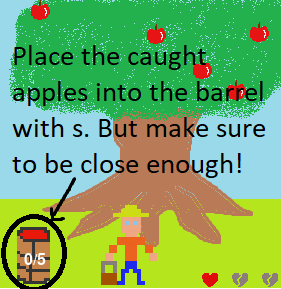 Place the caught
apples into the barrel
with s. But make sure
to be close enough!
0/5